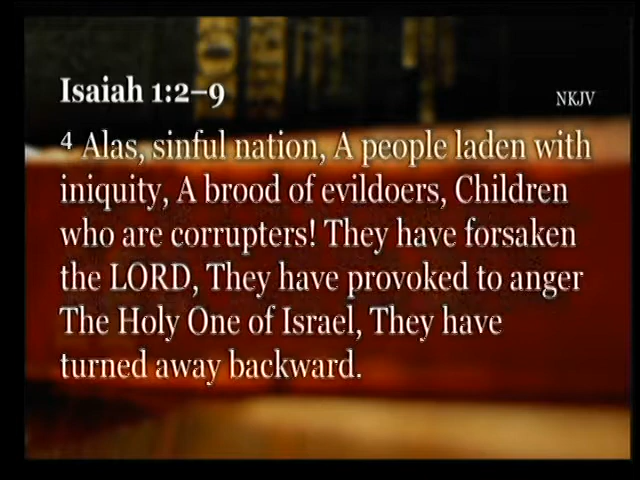 Isaiah 1:2–9
NKJV
4 Alas, sinful nation, A people laden with
iniquity, A brood of evildoers, Children
who are corrupters! They have forsaken
the LORD, They have provoked to anger
The Holy One of Israel, They have
turned away backward.